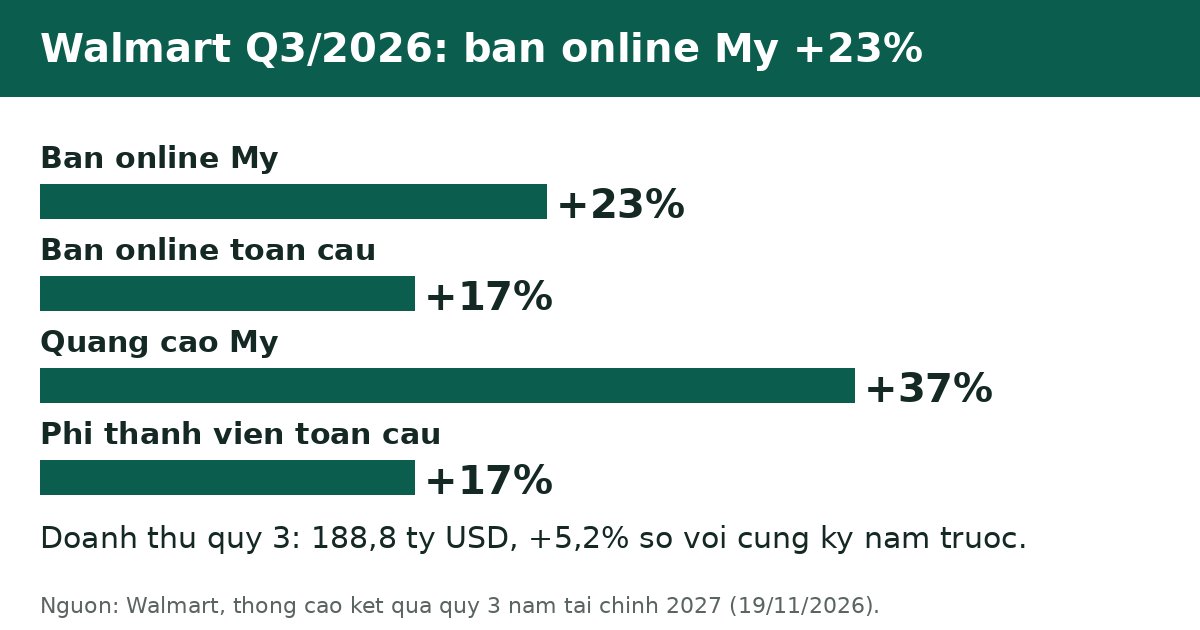 Walmart Q3/2026: ban online My +23%
Ban online My
+23%
Ban online toan cau
+17%
Quang cao My
+37%
Phi thanh vien toan cau
+17%
Doanh thu quy 3: 188,8 ty USD, +5,2% so voi cung ky nam truoc.
Nguon: Walmart, thong cao ket qua quy 3 nam tai chinh 2027 (19/11/2026).